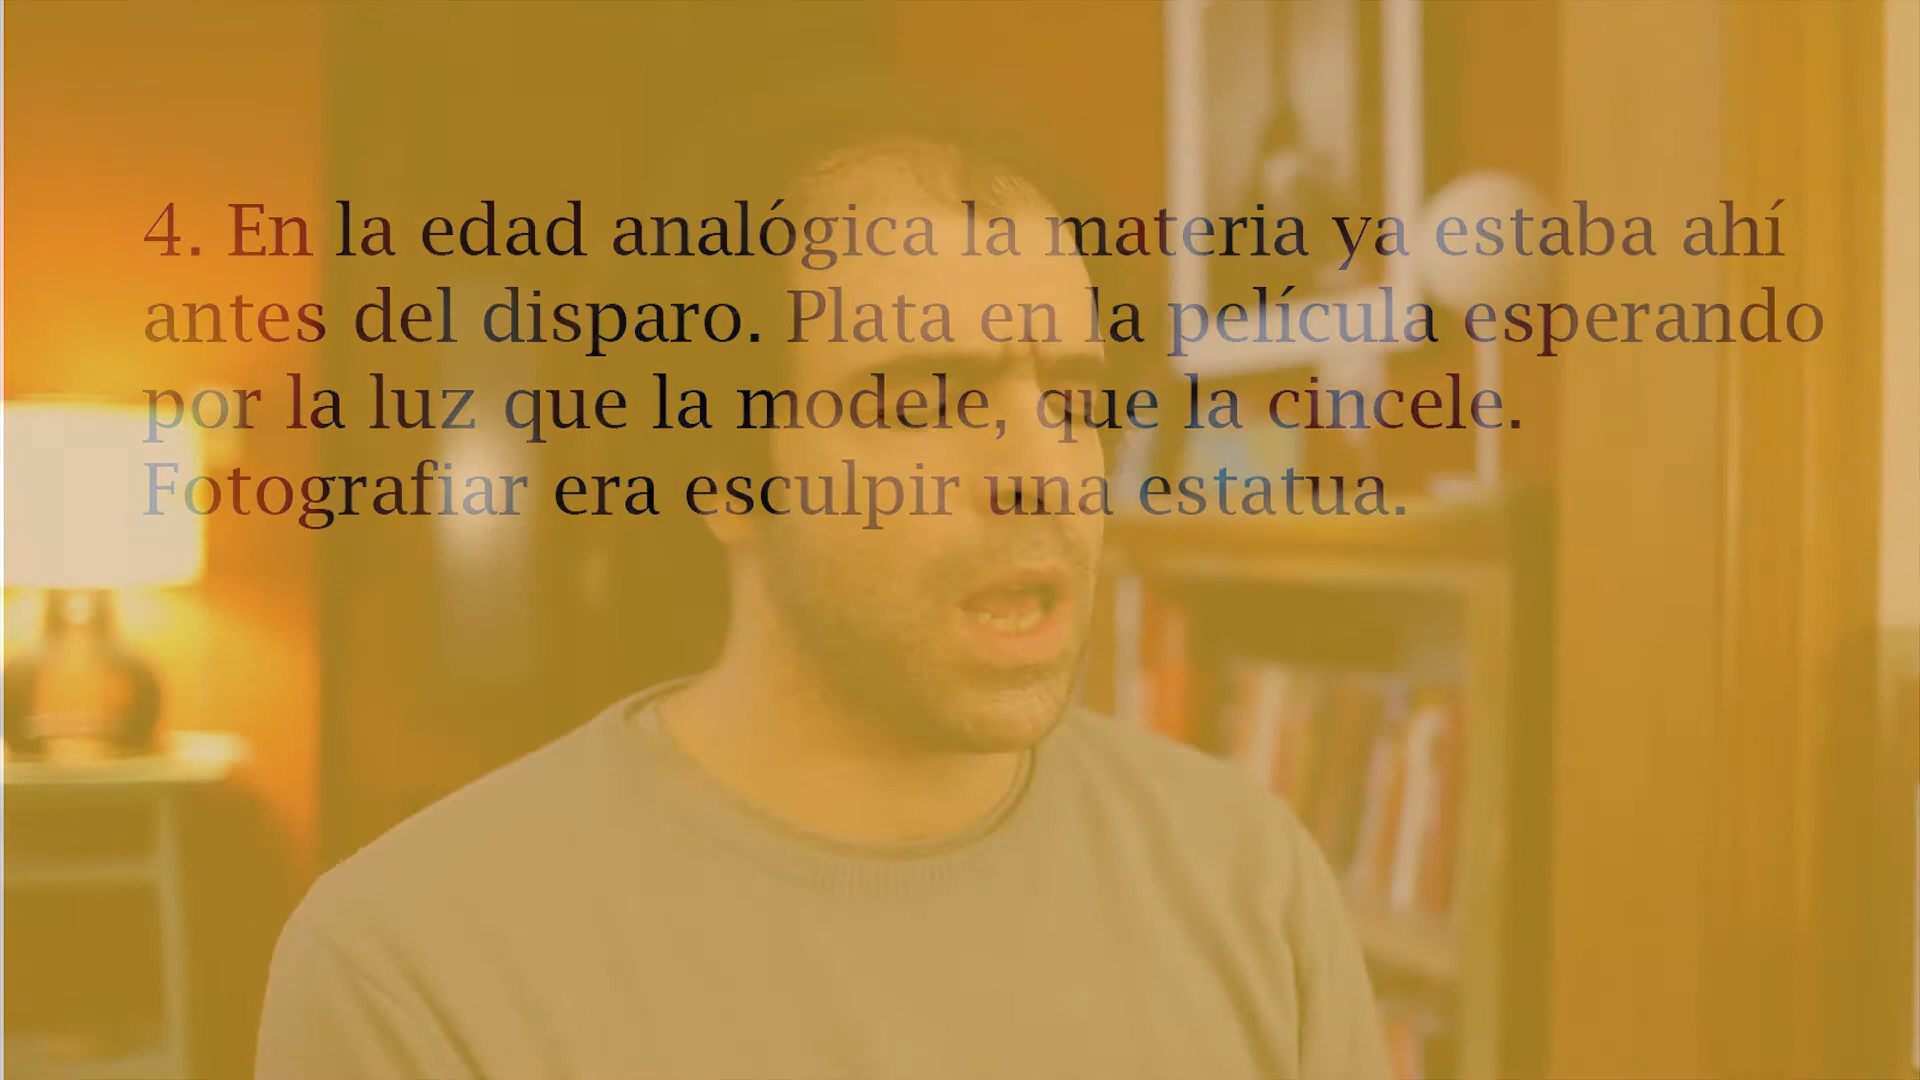 4. En la edad analógica la materia ya estaba ahí
antes del disparo. Plata en la película esperando
por la luz que la modele, que la cincele.
Fotografiar era esculpir una estatua.